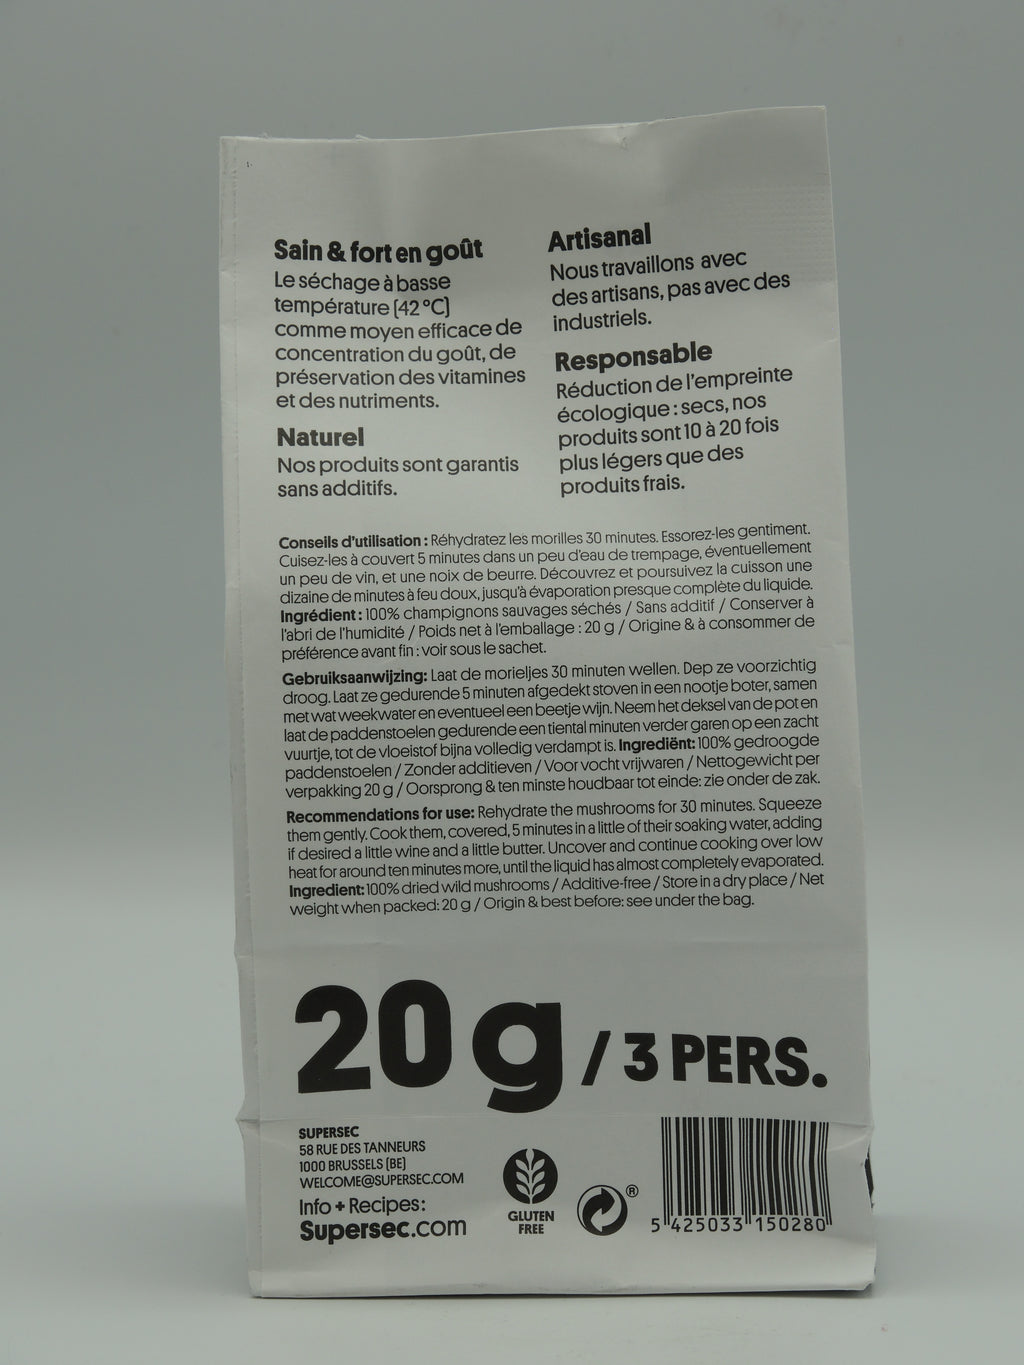 Sain & fort en goût
Le séchage à basse
température (42 °C)
comme moyen efficace de
concentration du goût, de
préservation des vitamines
et des nutriments.
Naturel
Nos produits sont garantis
sans additifs.
Artisanal
Nous travaillons avec
des artisans, pas avec des
industriels.
Responsable
Réduction de l'empreinte
écologique : secs, nos
produits sont 10 à 20 fois
plus légers que des
produits frais.
Conseils d'utilisation : Réhydratez les morilles 30 minutes. Essorez-les gentiment.
Cuisez-les à couvert 5 minutes dans un peu d'eau de trempage, éventuellement
un peu de vin, et une noix de beurre. Découvrez et poursuivez la cuisson une
dizaine de minutes à feu doux, jusqu'à évaporation presque complète du liquide.
Ingrédient : 100% champignons sauvages séchés / Sans additif / Conserver à
l'abri de l'humidité / Poids net à l'emballage : 20 g / Origine & à consommer de
préférence avant fin : voir sous le sachet.
Gebruiksaanwijzing: Laat de morieljes 30 minuten wellen. Dep ze voorzichtig
droog. Laat ze gedurende 5 minuten afgedekt stoven in een nootje boter, samen
met wat weekwater en eventueel een beetje wijn. Neem het deksel van de pot en
laat de paddenstoelen gedurende een tiental minuten verder garen op een zacht
vuurtje, tot de vloeistof bijna volledig verdampt is. Ingrediënt: 100% gedroogde
paddenstoelen / Zonder additieven / Voor vocht vrijwaren / Nettogewicht per
verpakking 20 g / Oorsprong & ten minste houdbaar tot einde: zie onder de zak.
Recommendations for use: Rehydrate the mushrooms for 30 minutes. Squeeze
them gently. Cook them, covered, 5 minutes in a little of their soaking water, adding
if desired a little wine and a little butter. Uncover and continue cooking over low
heat for around ten minutes more, until the liquid has almost completely evaporated.
Ingredient: 100% dried wild mushrooms / Additive-free / Store in a dry place / Net
weight when packed: 20 g / Origin & best before: see under the bag.
20 g / 3 PERS.
SUPERSEC
58 RUE DES TANNEURS
1000 BRUSSELS (BE)
WELCOME@SUPERSEC.COM
Info + Recipes:
Supersec.com
GLUTEN
FREE
®
5 425033 150280